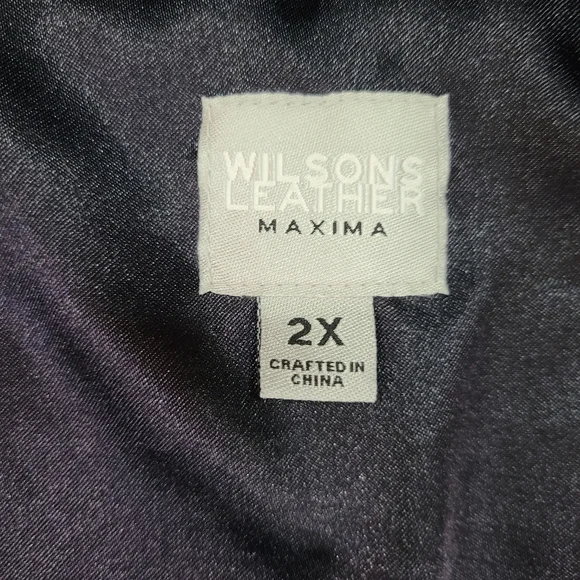 WILSONS
LEATHER
MAXIMA
2X
CRAFTED IN
CHINA